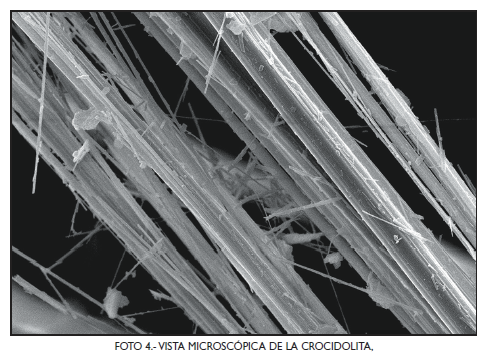 FOTO 4.- VISTA MICROSCÓPICA DE LA CROCIDOLITA,